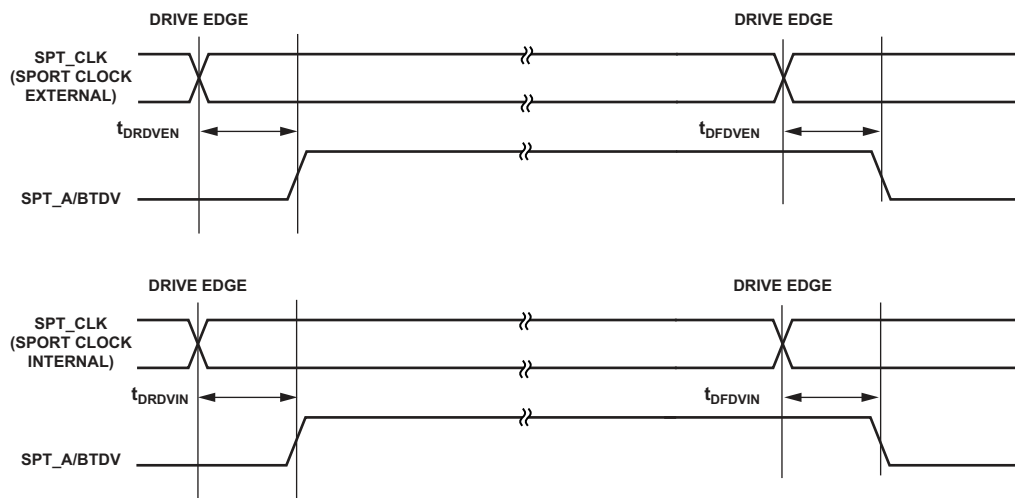 DRIVE EDGE DRIVE EDGE
SPT_CLK
(SPORT CLOCK
EXTERNAL)
tDRDVEN tDFDVEN
SPT_A/BTDV
DRIVE EDGE DRIVE EDGE
SPT_CLK
(SPORT CLOCK
INTERNAL)
tDRDVIN tDFDVIN
SPT_A/BTDV